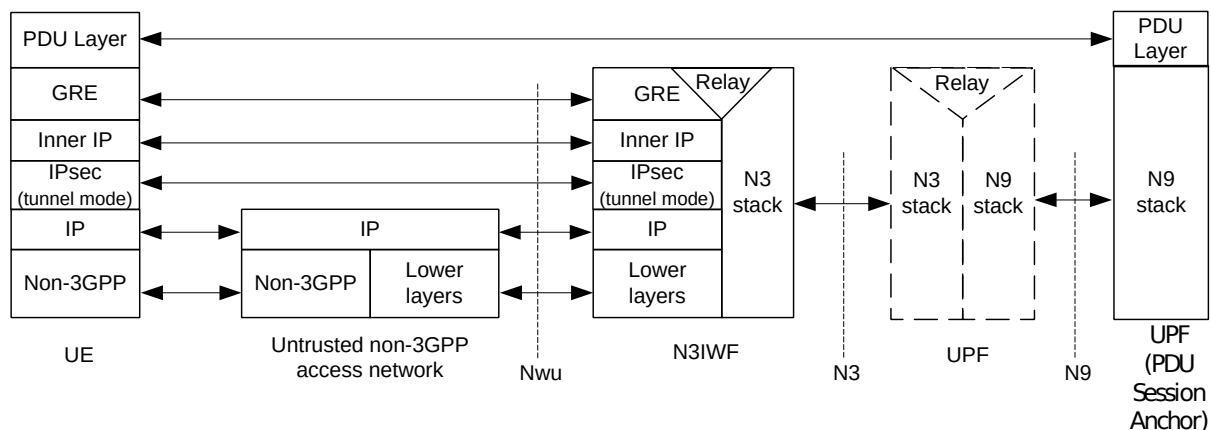 PDU Layer
PDU
Layer
GRE
GRE
Relay
Relay
Inner IP
Inner IP
IPsec
(tunnel mode)
IPsec
(tunnel mode)
N3
stack
N3
stack
N9
stack
N9
stack
IP
IP
IP
Non-3GPP
Non-3GPP
Lower
layers
Lower
layers
UE
Untrusted non-3GPP
access network
Nwu
N3IWF
N3
UPF
N9
UPF
(PDU
Session
Anchor)